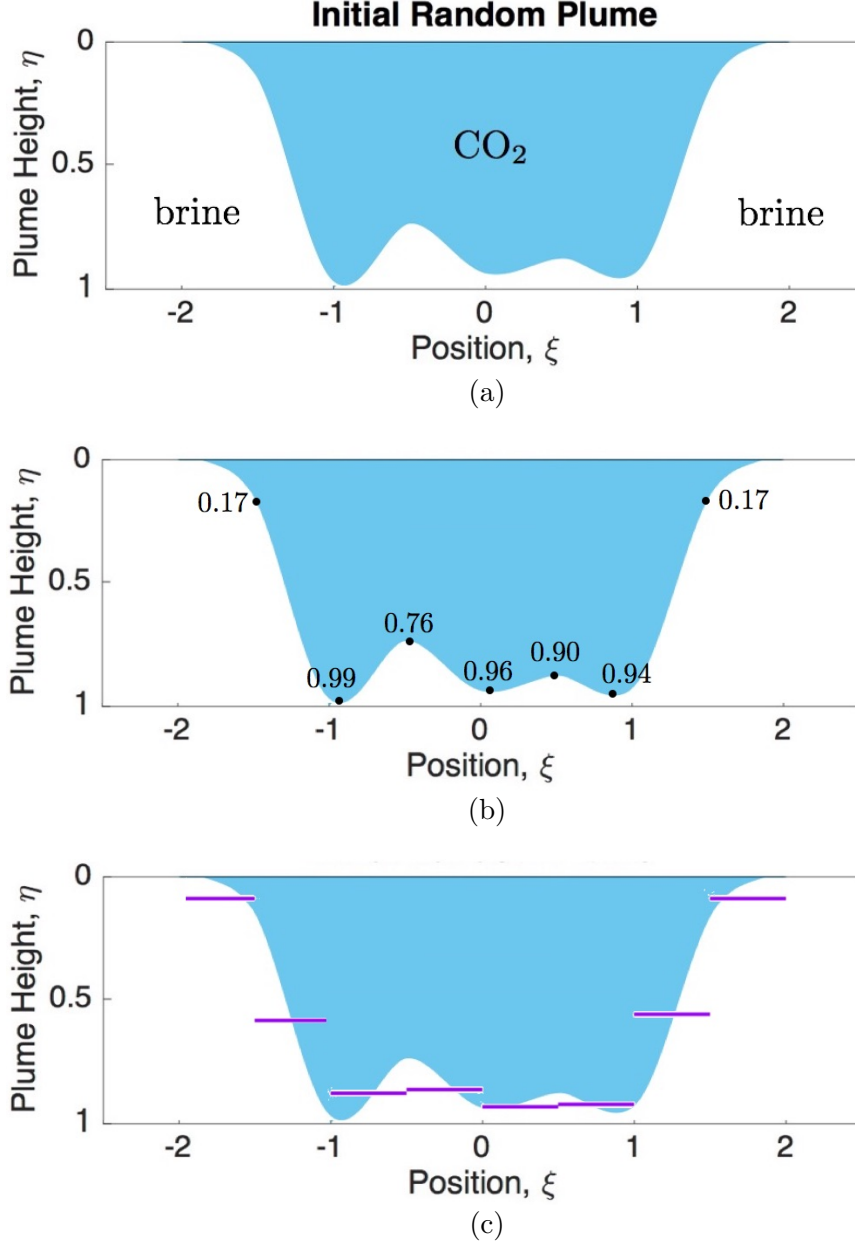 Initial Random Plume
Plume Height, η
0
0.5
1
CO₂
brine
brine
-2
-1
0
1
2
Position, ξ
(a)
Plume Height, η
0
0.5
1
0.17
0.17
0.76
0.99
0.96
0.90
0.94
-2
-1
0
1
2
Position, ξ
(b)
Plume Height, η
0
0.5
1
-2
-1
0
1
2
Position, ξ
(c)